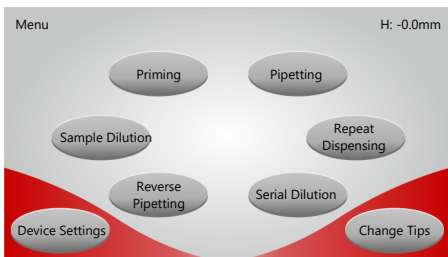 Menu
H: -0.0mm
Priming
Pipetting
Sample Dilution
Repeat
Dispensing
Reverse
Pipetting
Serial Dilution
Device Settings
Change Tips